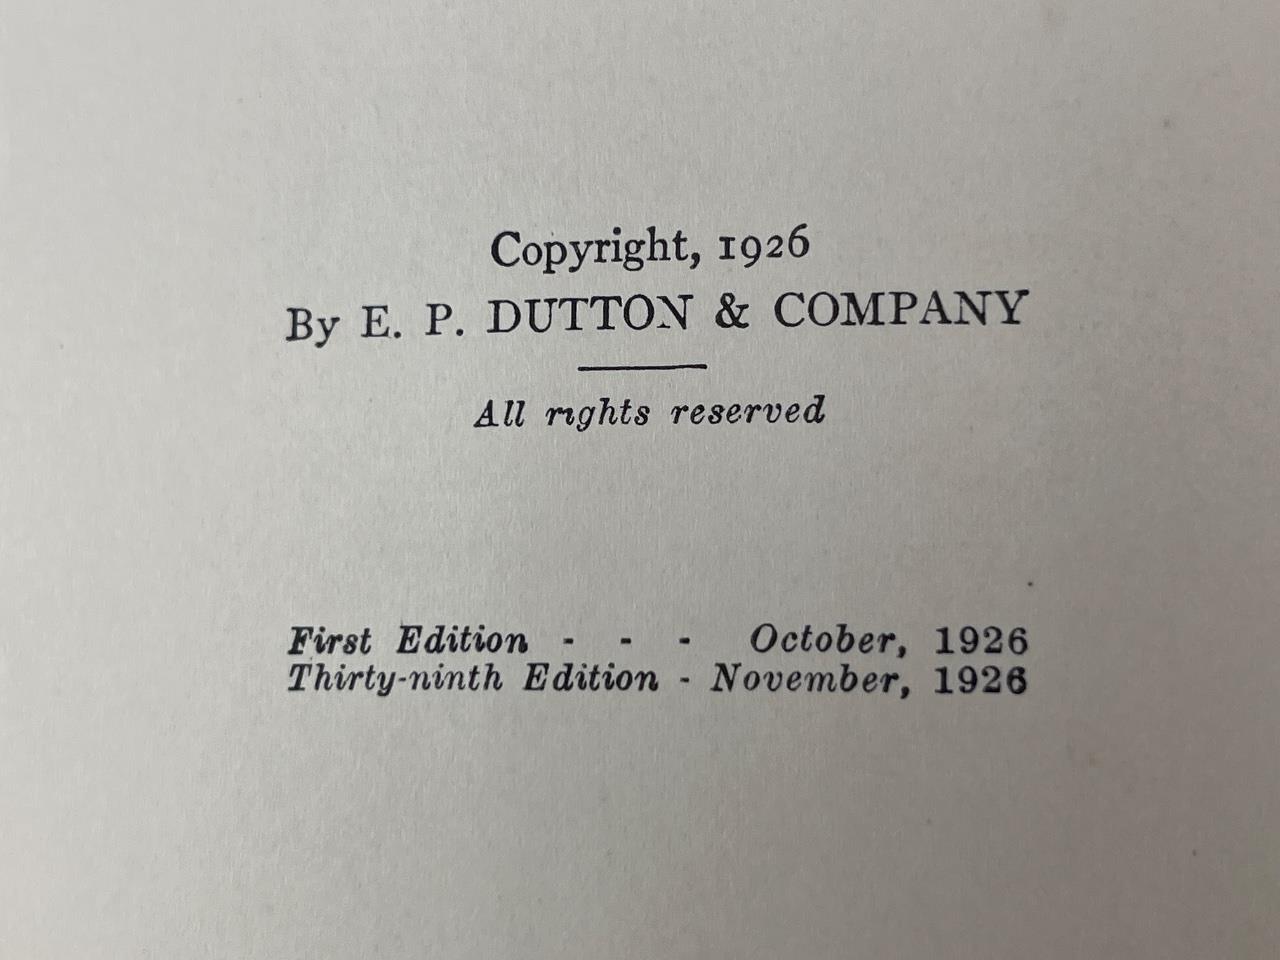 Copyright, 1926
By E. P. DUTTON & COMPANY
All rights reserved
First Edition - - - October, 1926
Thirty-ninth Edition - November, 1926